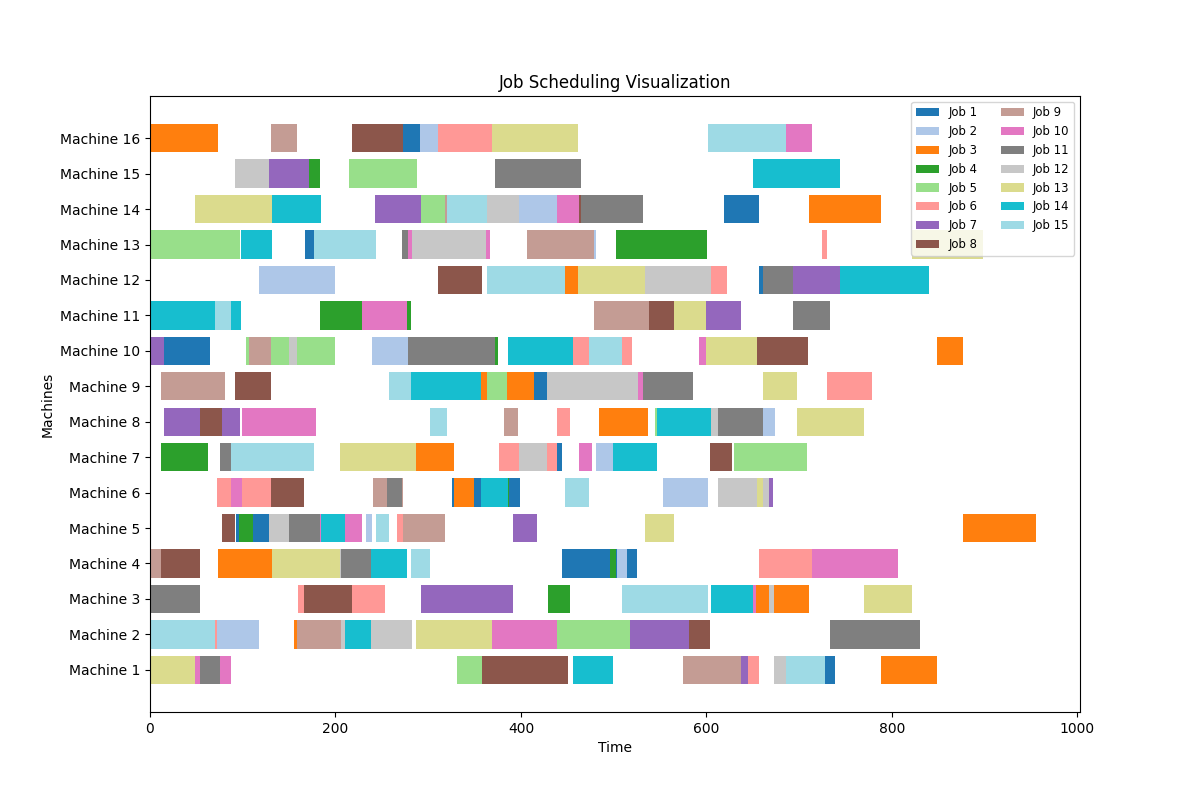 Job Scheduling Visualization
Machine 16
Machine 15
Machine 14
Machine 13
Machine 12
Machine 11
Machine 10
Machine 9
Machine 8
Machine 7
Machine 6
Machine 5
Machine 4
Machine 3
Machine 2
Machine 1
Machines
0 200 400 600 800 1000
Time
Job 1
Job 2
Job 3
Job 4
Job 5
Job 6
Job 7
Job 8
Job 9
Job 10
Job 11
Job 12
Job 13
Job 14
Job 15